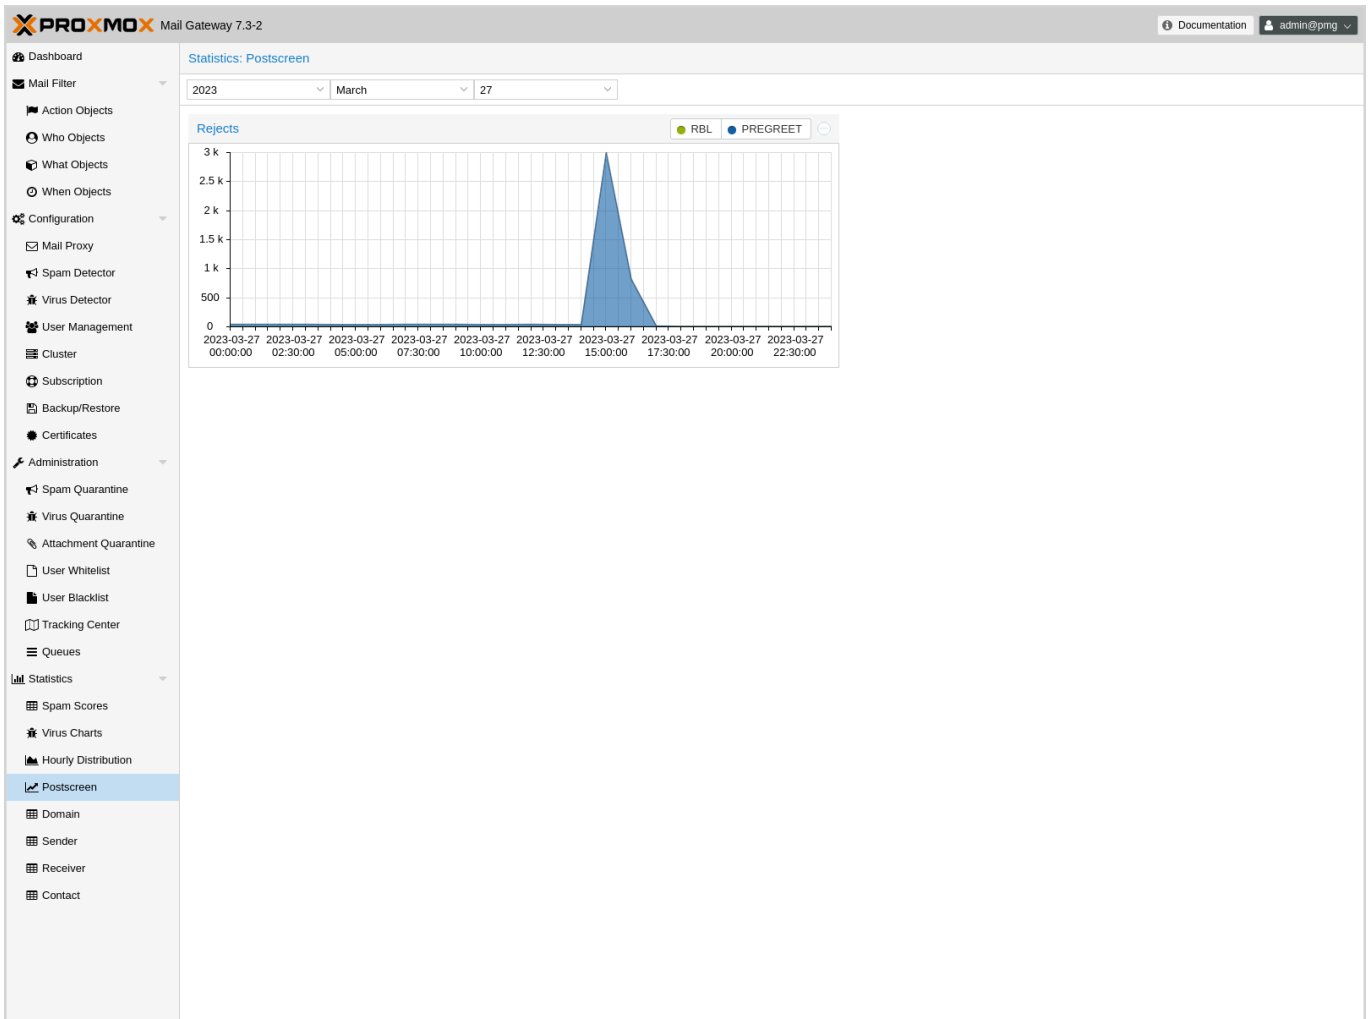 PROXMOX Mail Gateway 7.3-2
Documentation
admin@pmg
Dashboard
Mail Filter
Action Objects
Who Objects
What Objects
When Objects
Configuration
Mail Proxy
Spam Detector
Virus Detector
User Management
Cluster
Subscription
Backup/Restore
Certificates
Administration
Spam Quarantine
Virus Quarantine
Attachment Quarantine
User Whitelist
User Blacklist
Tracking Center
Queues
Statistics
Spam Scores
Virus Charts
Hourly Distribution
Postscreen
Domain
Sender
Receiver
Contact
Statistics: Postscreen
2023 March 27
Rejects
RBL PREGREET
3 k
2.5 k
2 k
1.5 k
1 k
500
0
2023-03-27 2023-03-27 2023-03-27 2023-03-27 2023-03-27 2023-03-27 2023-03-27 2023-03-27 2023-03-27 2023-03-27
00:00:00 02:30:00 05:00:00 07:30:00 10:00:00 12:30:00 15:00:00 17:30:00 20:00:00 22:30:00